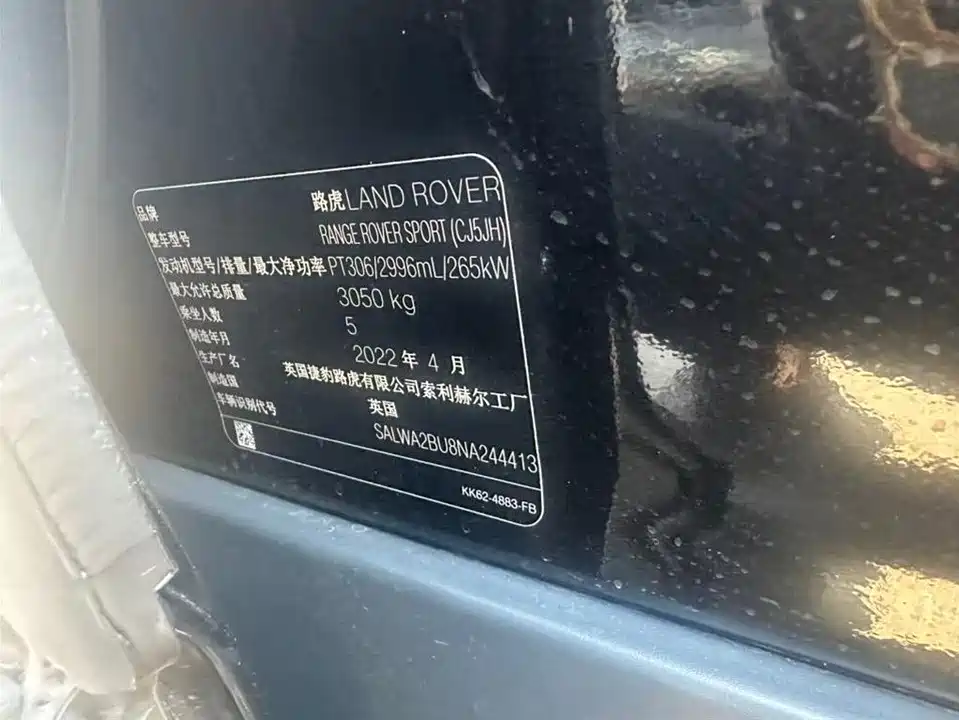 品牌 路虎LAND ROVER
整车型号 RANGE ROVER SPORT (CJ5JH)
发动机型号/排量/最大净功率 PT306/2996mL/265kW
最大允许总质量 3050 kg
乘坐人数 5
制造年月 2022 年 4 月
生产厂名 英国捷豹路虎有限公司索利赫尔工厂
制造国 英国
车辆识别代号 SALWA2BU8NA244413
KK62-4883-FB